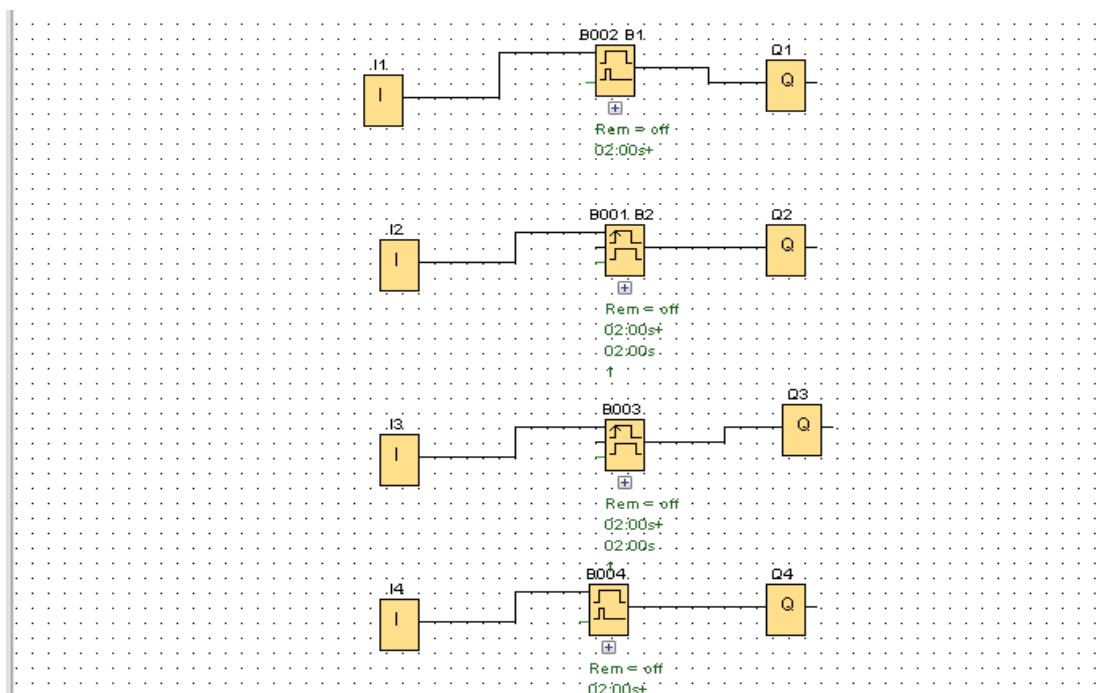 B002 B1
I1
Q1
I
Q
Rem = off
02:00s+
B001 B2
I2
Q2
I
Q
Rem = off
02:00s+
02:00s
↑
Q3
B003
I3
Q
I
Rem = off
02:00s+
02:00s
↑
B004
I4
Q4
I
Q
Rem = off
02:00s+